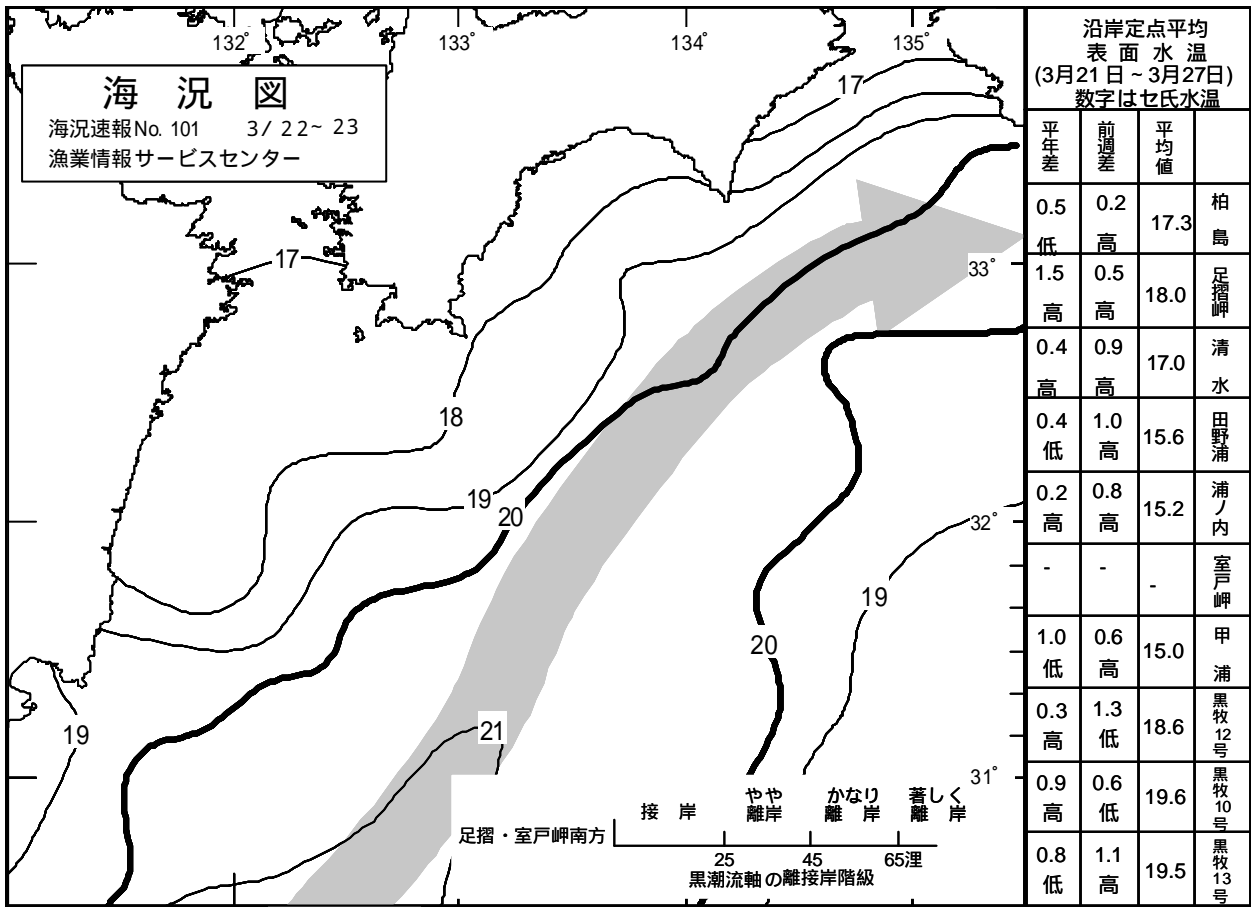 132°
133°
134°
135°
海 況 図
海況速報No. 101 3/ 22~ 23
漁業情報サービスセンター
17
17
33°
18
19
20
32°
19
20
19
21
31°
接 岸
やや
離岸
かなり
離 岸
著しく
離 岸
足摺・室戸岬南方
25 45 65浬
黒潮流軸の離接岸階級
沿岸定点平均
表 面 水 温
(3月21 日 ~ 3月27日)
数字はセ氏水温
平年差 前週差 平均値
0.5 低 0.2 高 17.3 柏島
1.5 高 0.5 高 18.0 足摺岬
0.4 高 0.9 高 17.0 清水
0.4 低 1.0 高 15.6 田野浦
0.2 高 0.8 高 15.2 浦ノ内
- - - 室戸岬
1.0 低 0.6 高 15.0 甲浦
0.3 高 1.3 低 18.6 黒牧12号
0.9 高 0.6 低 19.6 黒牧10号
0.8 低 1.1 高 19.5 黒牧13号